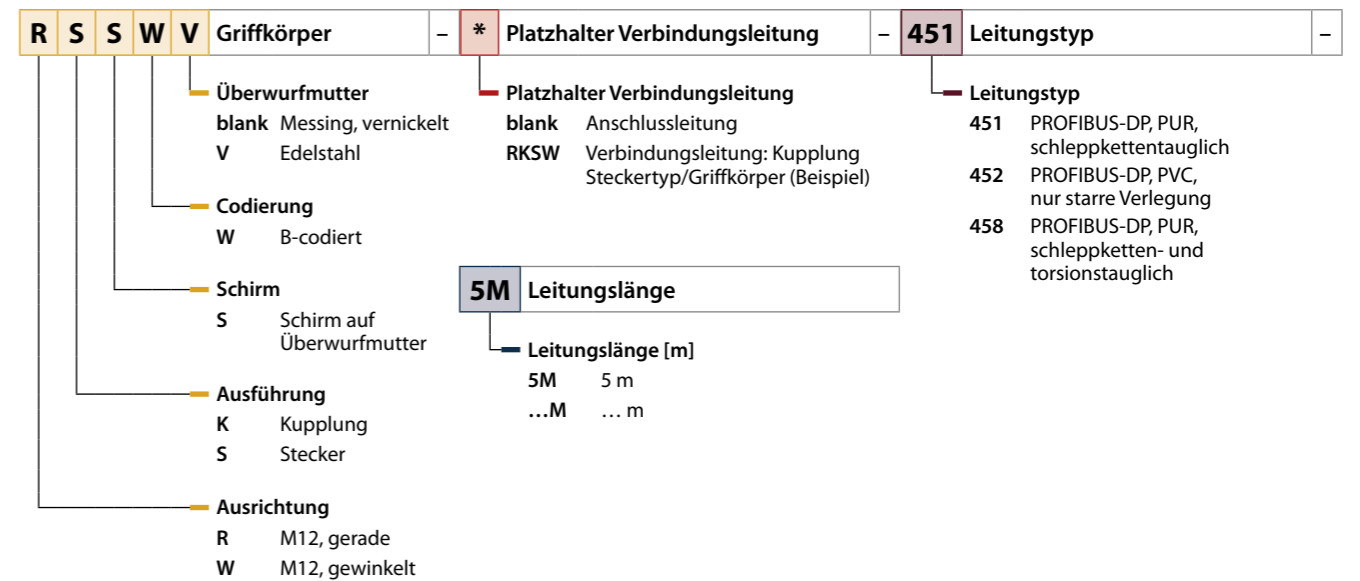 R S S W V Griffkörper – * Platzhalter Verbindungsleitung – 451 Leitungstyp –
Überwurfmutter
blank Messing, vernickelt
V Edelstahl
Codierung
W B-codiert
Schirm
S Schirm auf
Überwurfmutter
Ausführung
K Kupplung
S Stecker
Ausrichtung
R M12, gerade
W M12, gewinkelt
Platzhalter Verbindungsleitung
blank Anschlussleitung
RKSW Verbindungsleitung: Kupplung
Steckertyp/Griffkörper (Beispiel)
Leitungstyp
451 PROFIBUS-DP, PUR,
schleppkettentauglich
452 PROFIBUS-DP, PVC,
nur starre Verlegung
458 PROFIBUS-DP, PUR,
schleppketten- und
torsionstauglich
5M Leitungslänge
Leitungslänge [m]
5M 5 m
…M … m